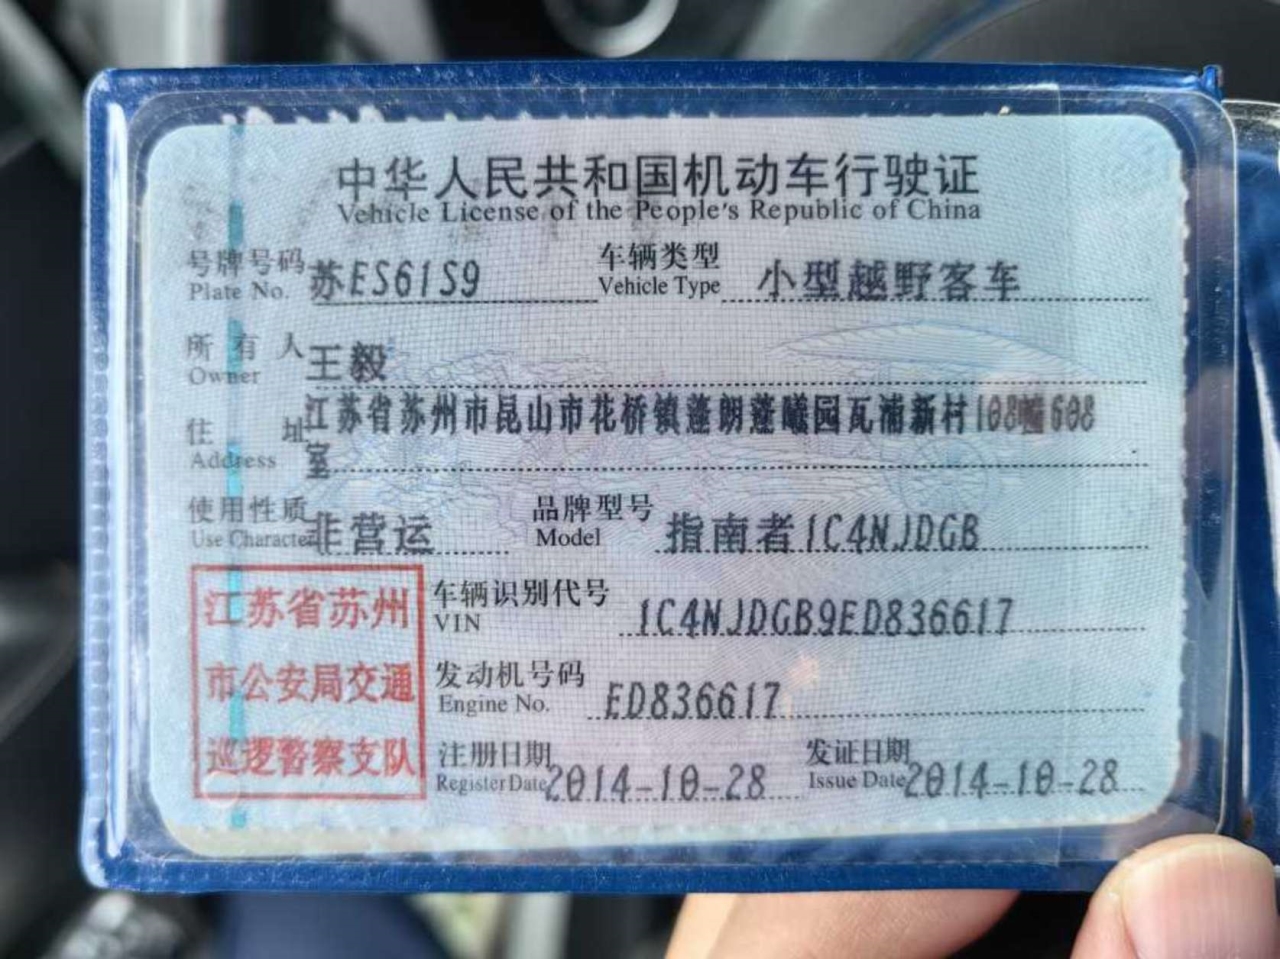 中华人民共和国机动车行驶证
Vehicle License of the People's Republic of China
号牌号码 苏ES61S9 车辆类型 小型越野客车
Plate No. Vehicle Type
所有人 王毅
Owner
住址 江苏省苏州市昆山市花桥镇蓬朗蓬曦园瓦浦新村108幢608
Address 室
使用性质 非营运 品牌型号 指南者1C4NJDGB
Use Character Model
江苏省苏州 车辆识别代号 1C4NJDGB9ED836617
VIN
市公安局交通 发动机号码 ED836617
Engine No.
巡逻警察支队 注册日期 2014-10-28 发证日期 2014-10-28
Register Date Issue Date